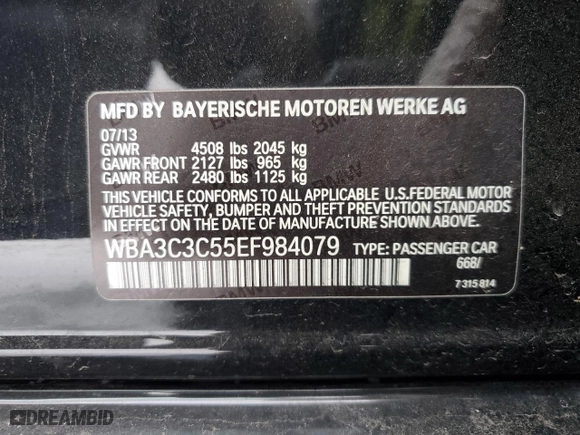 MFD BY BAYERISCHE MOTOREN WERKE AG
07/13
GVWR 4508 lbs 2045 kg
GAWR FRONT 2127 lbs 965 kg
GAWR REAR 2480 lbs 1125 kg
THIS VEHICLE CONFORMS TO ALL APPLICABLE U.S.FEDERAL MOTOR
VEHICLE SAFETY, BUMPER AND THEFT PREVENTION STANDARDS
IN EFFECT ON THE DATE OF MANUFACTURE SHOWN ABOVE.
WBA3C3C55EF984079 TYPE: PASSENGER CAR
668/
7 315 814
DREAMBID